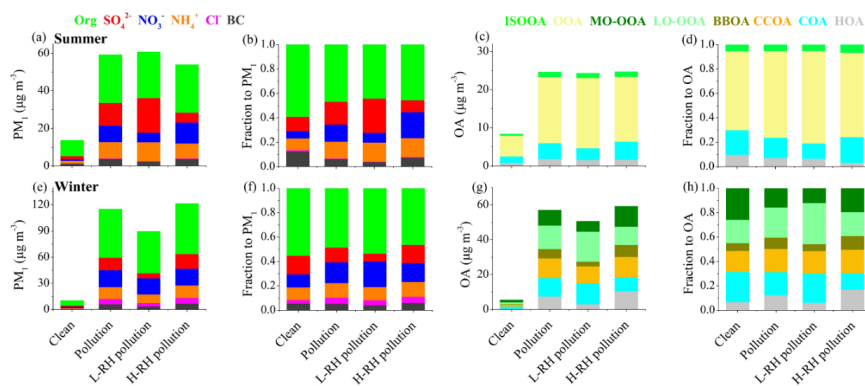 Org SO₄²⁻ NO₃⁻ NH₄⁺ Cl⁻ BC
ISOOA OOA MO-OOA LO-OOA BBOA CCOA COA HOA
(a) Summer
PM₁ (μg m⁻³)
60
40
20
0
(b)
Fraction to PM₁
1.0
0.8
0.6
0.4
0.2
0.0
(c)
OA (μg m⁻³)
30
20
10
0
(d)
Fraction to OA
1.0
0.8
0.6
0.4
0.2
0.0
(e) Winter
PM₁ (μg m⁻³)
120
90
60
30
0
Clean
Pollution
L-RH pollution
H-RH pollution
(f)
Fraction to PM₁
1.0
0.8
0.6
0.4
0.2
0.0
Clean
Pollution
L-RH pollution
H-RH pollution
(g)
OA (μg m⁻³)
60
40
20
0
Clean
Pollution
L-RH pollution
H-RH pollution
(h)
Fraction to OA
1.0
0.8
0.6
0.4
0.2
0.0
Clean
Pollution
L-RH pollution
H-RH pollution